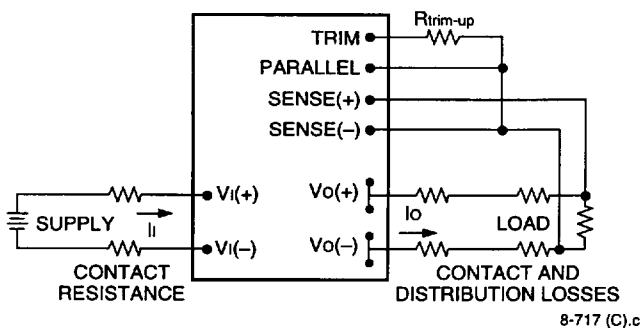 TRIM
Rtrim-up
PARALLEL
SENSE(+)
SENSE(–)
VI(+)
VO(+)
SUPPLY
II
IO
LOAD
VI(–)
VO(–)
CONTACT
RESISTANCE
CONTACT AND
DISTRIBUTION LOSSES
8-717 (C).c